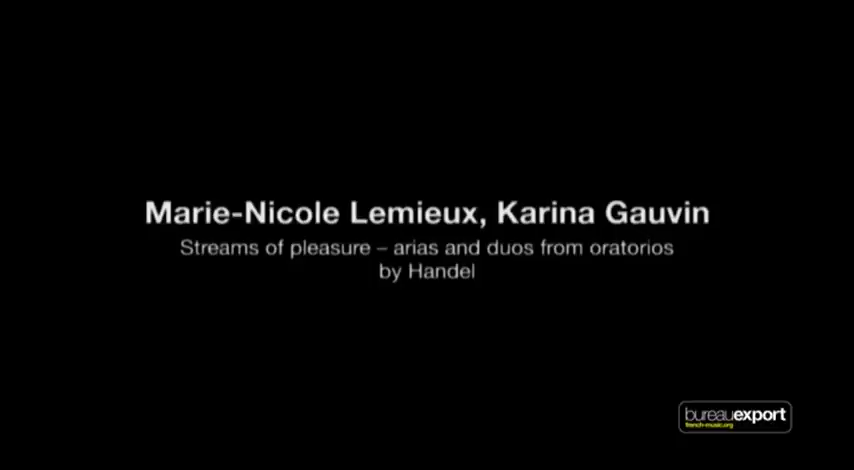 Marie-Nicole Lemieux, Karina Gauvin
Streams of pleasure – arias and duos from oratorios
by Handel
bureauexport
french-music.org